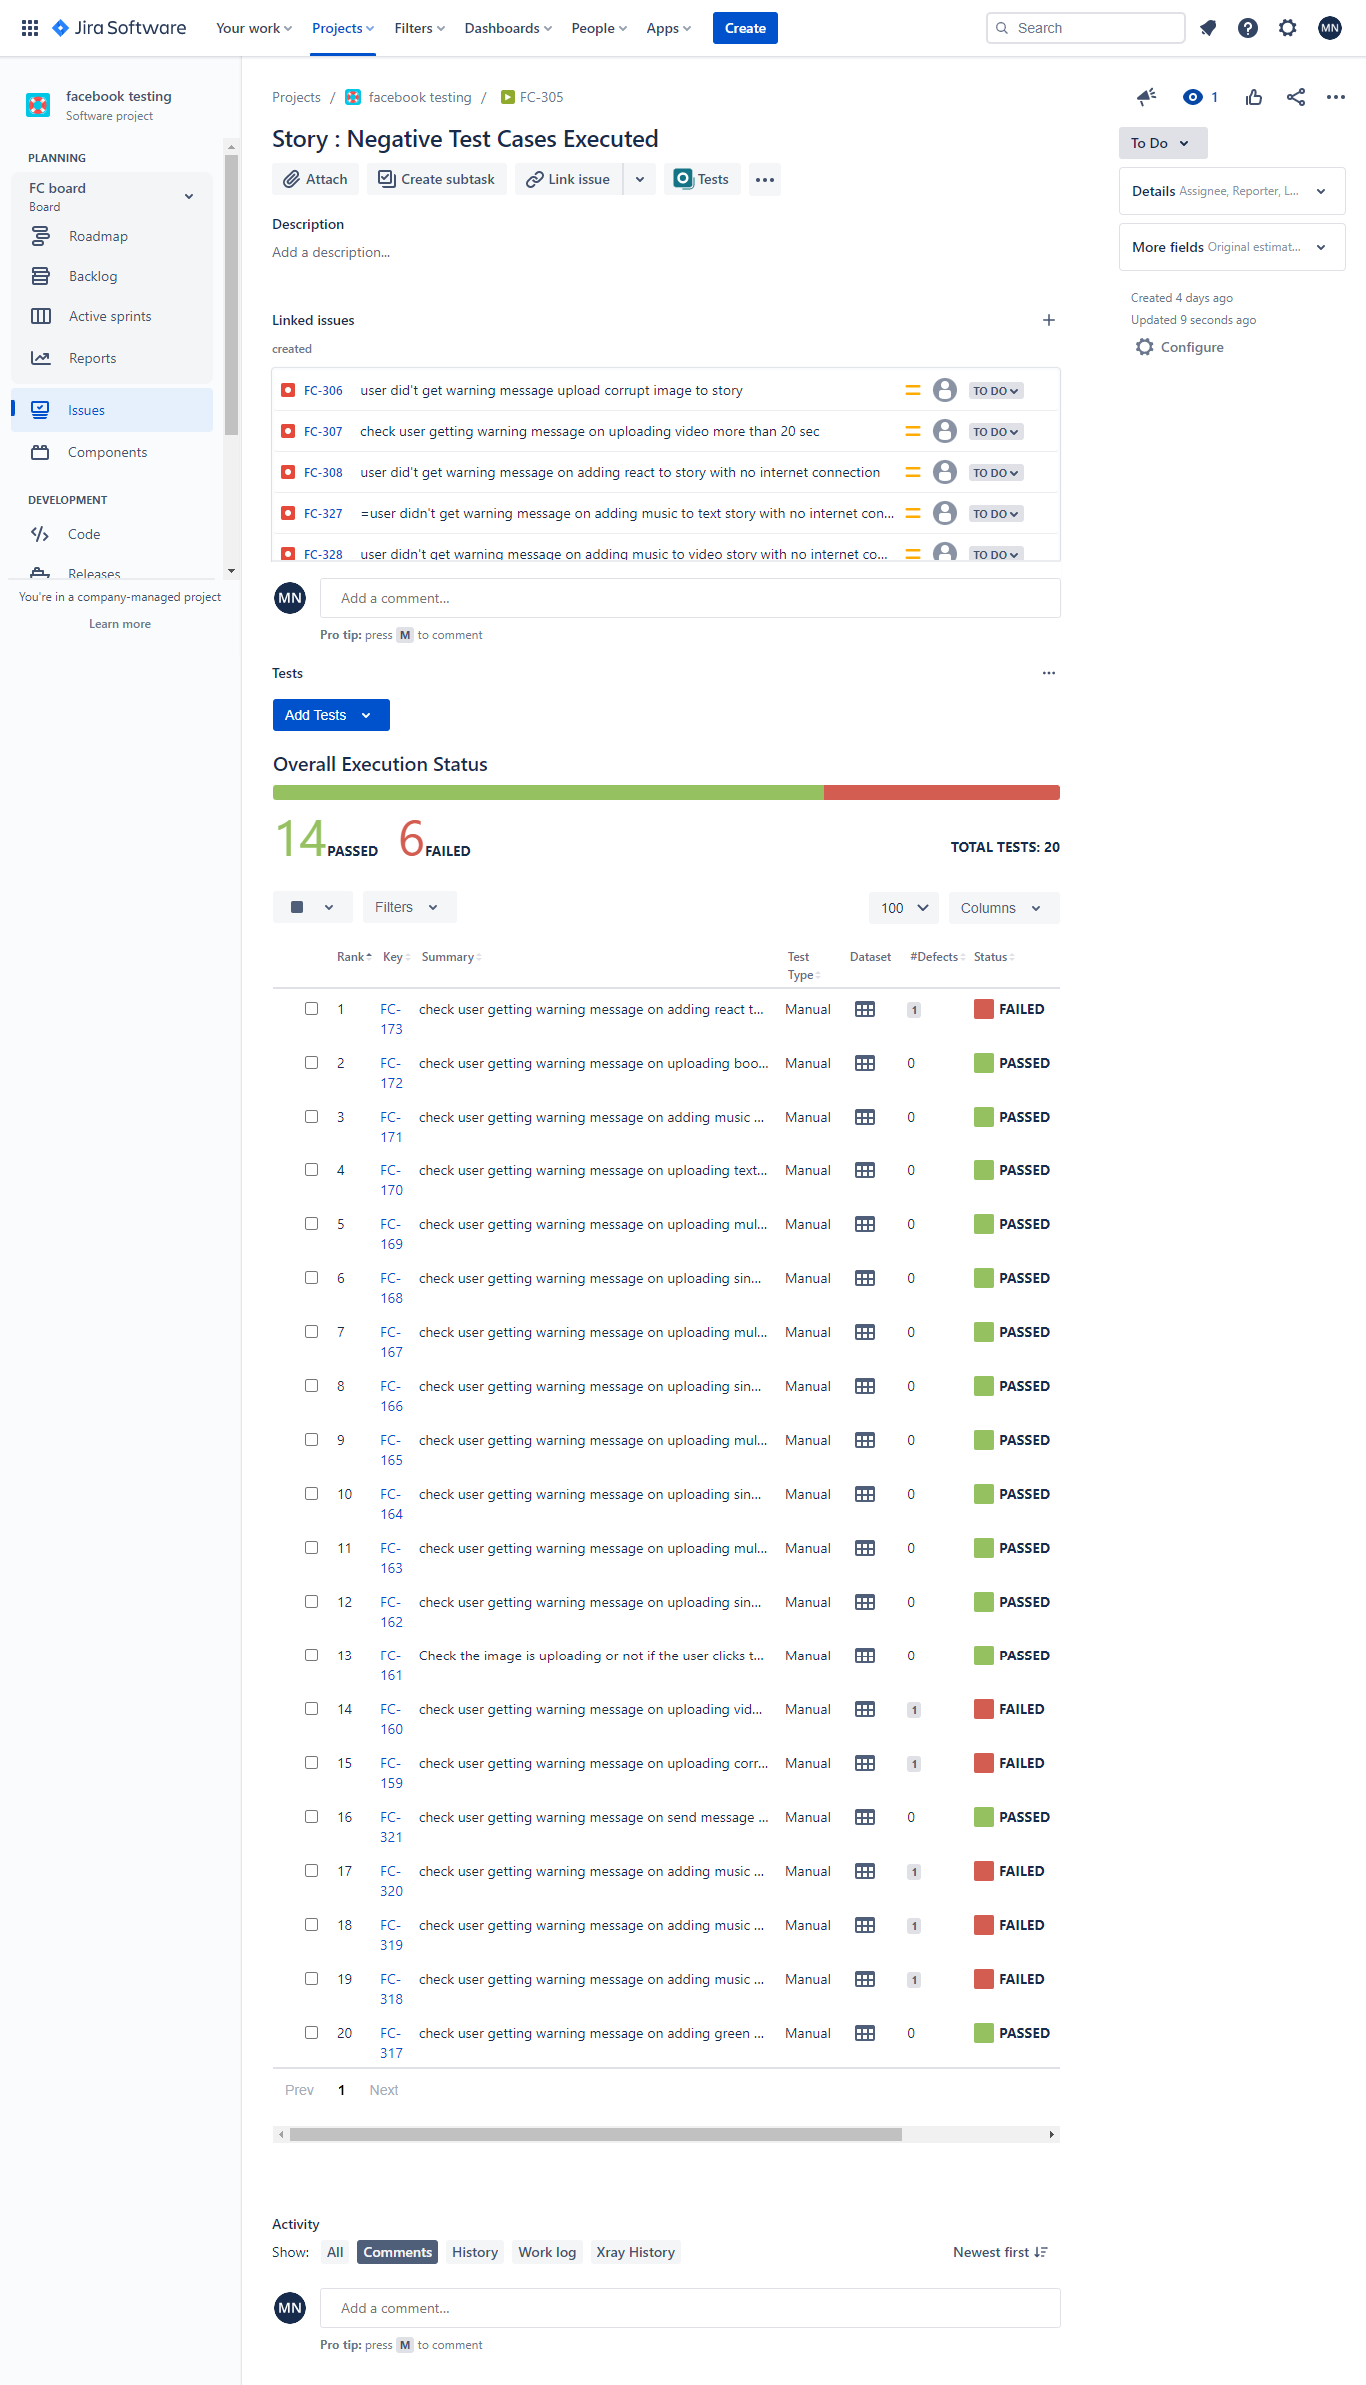 Jira Software
Your work
Projects
Filters
Dashboards
People
Apps
Create
Search
MN
facebook testing
Software project
PLANNING
FC board
Board
Roadmap
Backlog
Active sprints
Reports
Issues
Components
DEVELOPMENT
Code
Releases
You're in a company-managed project
Learn more
Projects / facebook testing / FC-305
1
Story : Negative Test Cases Executed
Attach
Create subtask
Link issue
Tests
Description
Add a description...
To Do
Details Assignee, Reporter, L...
More fields Original estimat...
Created 4 days ago
Updated 9 seconds ago
Configure
Linked issues
created
FC-306 user did't get warning message upload corrupt image to story TO DO
FC-307 check user getting warning message on uploading video more than 20 sec TO DO
FC-308 user did't get warning message on adding react to story with no internet connection TO DO
FC-327 =user didn't get warning message on adding music to text story with no internet con... TO DO
FC-328 user didn't get warning message on adding music to video story with no internet co... TO DO
MN
Add a comment...
Pro tip: press M to comment
Tests
Add Tests
Overall Execution Status
14 PASSED 6 FAILED
TOTAL TESTS: 20
Filters
100
Columns
Rank Key Summary Test Type Dataset #Defects Status
1 FC-173 check user getting warning message on adding react t... Manual 1 FAILED
2 FC-172 check user getting warning message on uploading boo... Manual 0 PASSED
3 FC-171 check user getting warning message on adding music ... Manual 0 PASSED
4 FC-170 check user getting warning message on uploading text... Manual 0 PASSED
5 FC-169 check user getting warning message on uploading mul... Manual 0 PASSED
6 FC-168 check user getting warning message on uploading sin... Manual 0 PASSED
7 FC-167 check user getting warning message on uploading mul... Manual 0 PASSED
8 FC-166 check user getting warning message on uploading sin... Manual 0 PASSED
9 FC-165 check user getting warning message on uploading mul... Manual 0 PASSED
10 FC-164 check user getting warning message on uploading sin... Manual 0 PASSED
11 FC-163 check user getting warning message on uploading mul... Manual 0 PASSED
12 FC-162 check user getting warning message on uploading sin... Manual 0 PASSED
13 FC-161 Check the image is uploading or not if the user clicks t... Manual 0 PASSED
14 FC-160 check user getting warning message on uploading vid... Manual 1 FAILED
15 FC-159 check user getting warning message on uploading corr... Manual 1 FAILED
16 FC-321 check user getting warning message on send message ... Manual 0 PASSED
17 FC-320 check user getting warning message on adding music ... Manual 1 FAILED
18 FC-319 check user getting warning message on adding music ... Manual 1 FAILED
19 FC-318 check user getting warning message on adding music ... Manual 1 FAILED
20 FC-317 check user getting warning message on adding green ... Manual 0 PASSED
Prev 1 Next
Activity
Show: All Comments History Work log Xray History
Newest first
MN
Add a comment...
Pro tip: press M to comment